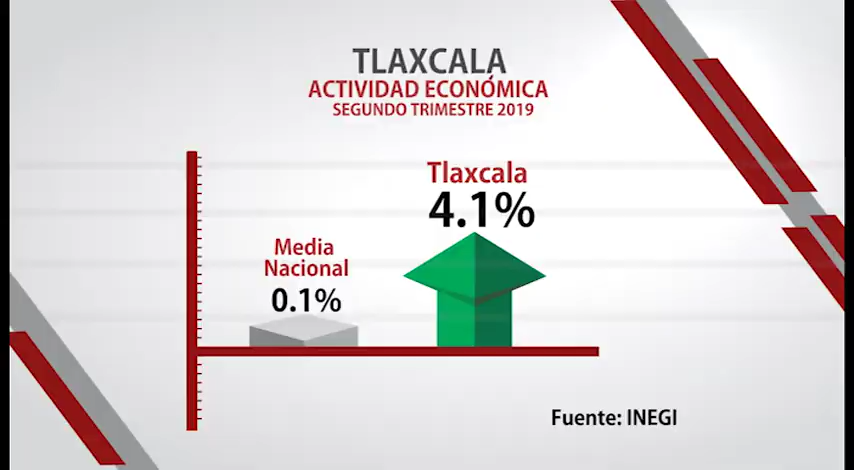 TLAXCALA
ACTIVIDAD ECONÓMICA
SEGUNDO TRIMESTRE 2019
Tlaxcala
4.1%
Media
Nacional
0.1%
Fuente: INEGI